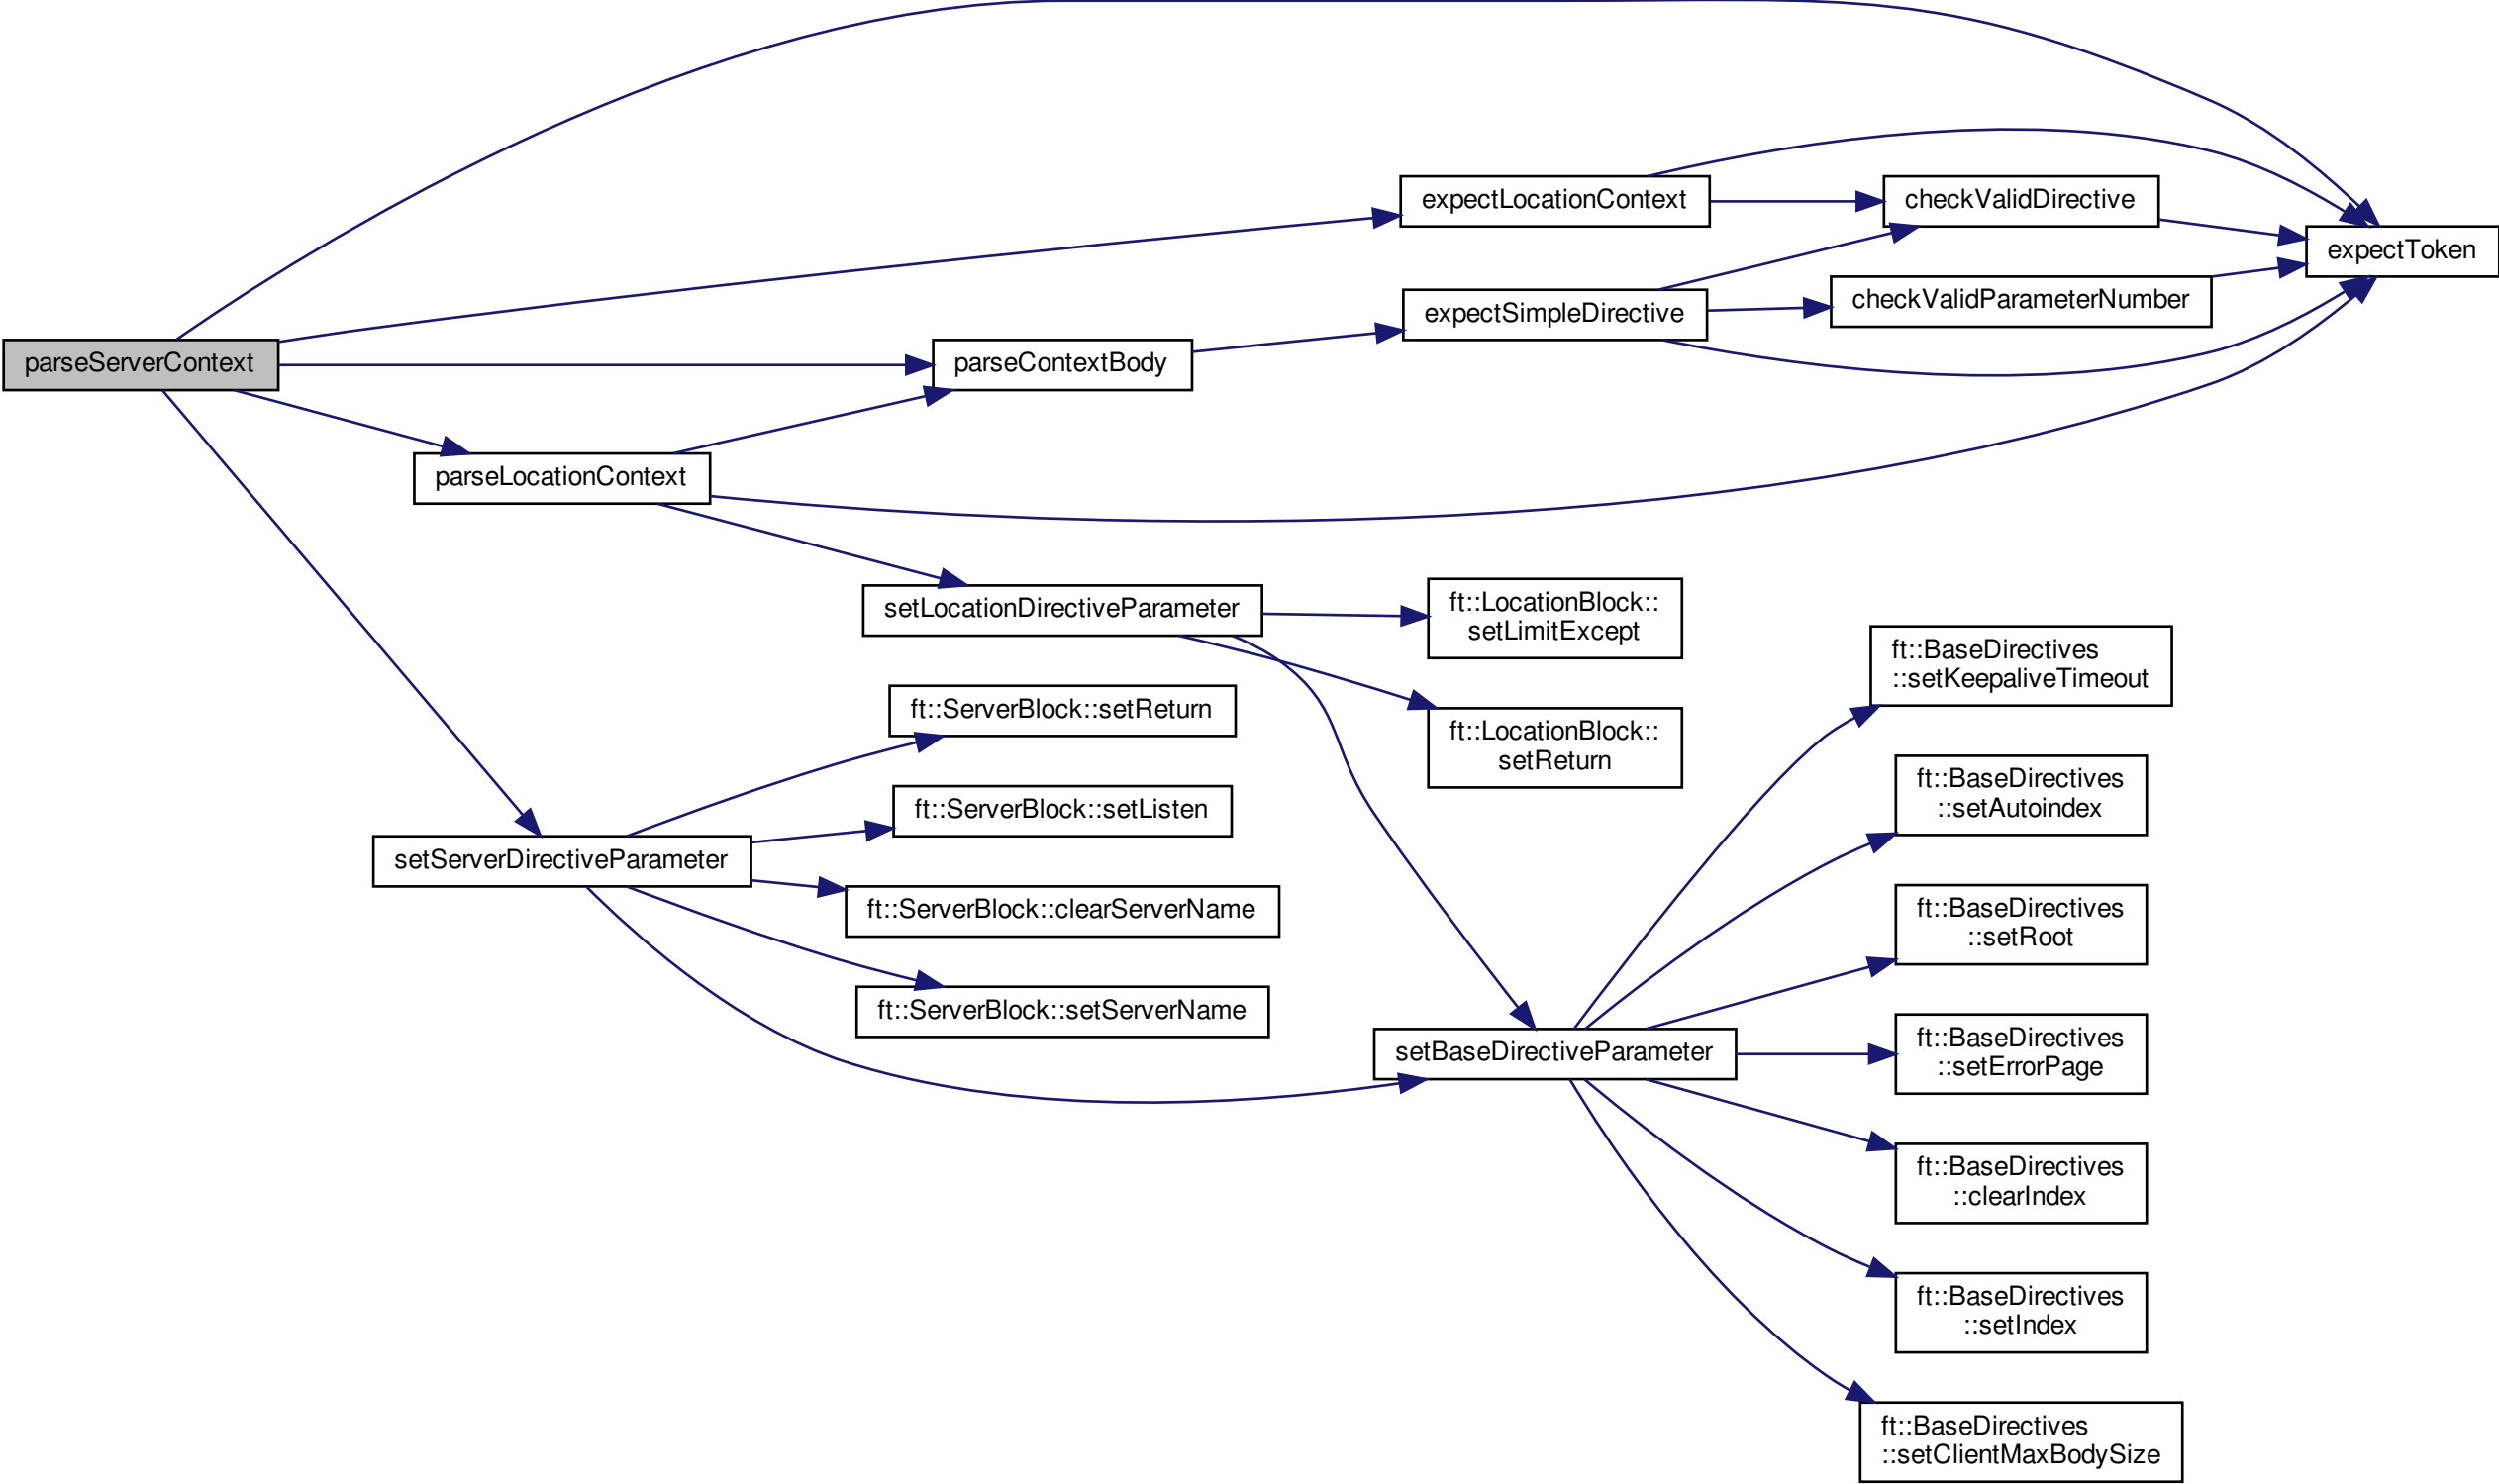 parseServerContext
expectLocationContext
checkValidDirective
expectToken
expectSimpleDirective
checkValidParameterNumber
parseContextBody
parseLocationContext
setLocationDirectiveParameter
ft::LocationBlock::
setLimitExcept
ft::LocationBlock::
setReturn
ft::ServerBlock::setReturn
ft::ServerBlock::setListen
setServerDirectiveParameter
ft::ServerBlock::clearServerName
ft::ServerBlock::setServerName
setBaseDirectiveParameter
ft::BaseDirectives
::setKeepaliveTimeout
ft::BaseDirectives
::setAutoindex
ft::BaseDirectives
::setRoot
ft::BaseDirectives
::setErrorPage
ft::BaseDirectives
::clearIndex
ft::BaseDirectives
::setIndex
ft::BaseDirectives
::setClientMaxBodySize